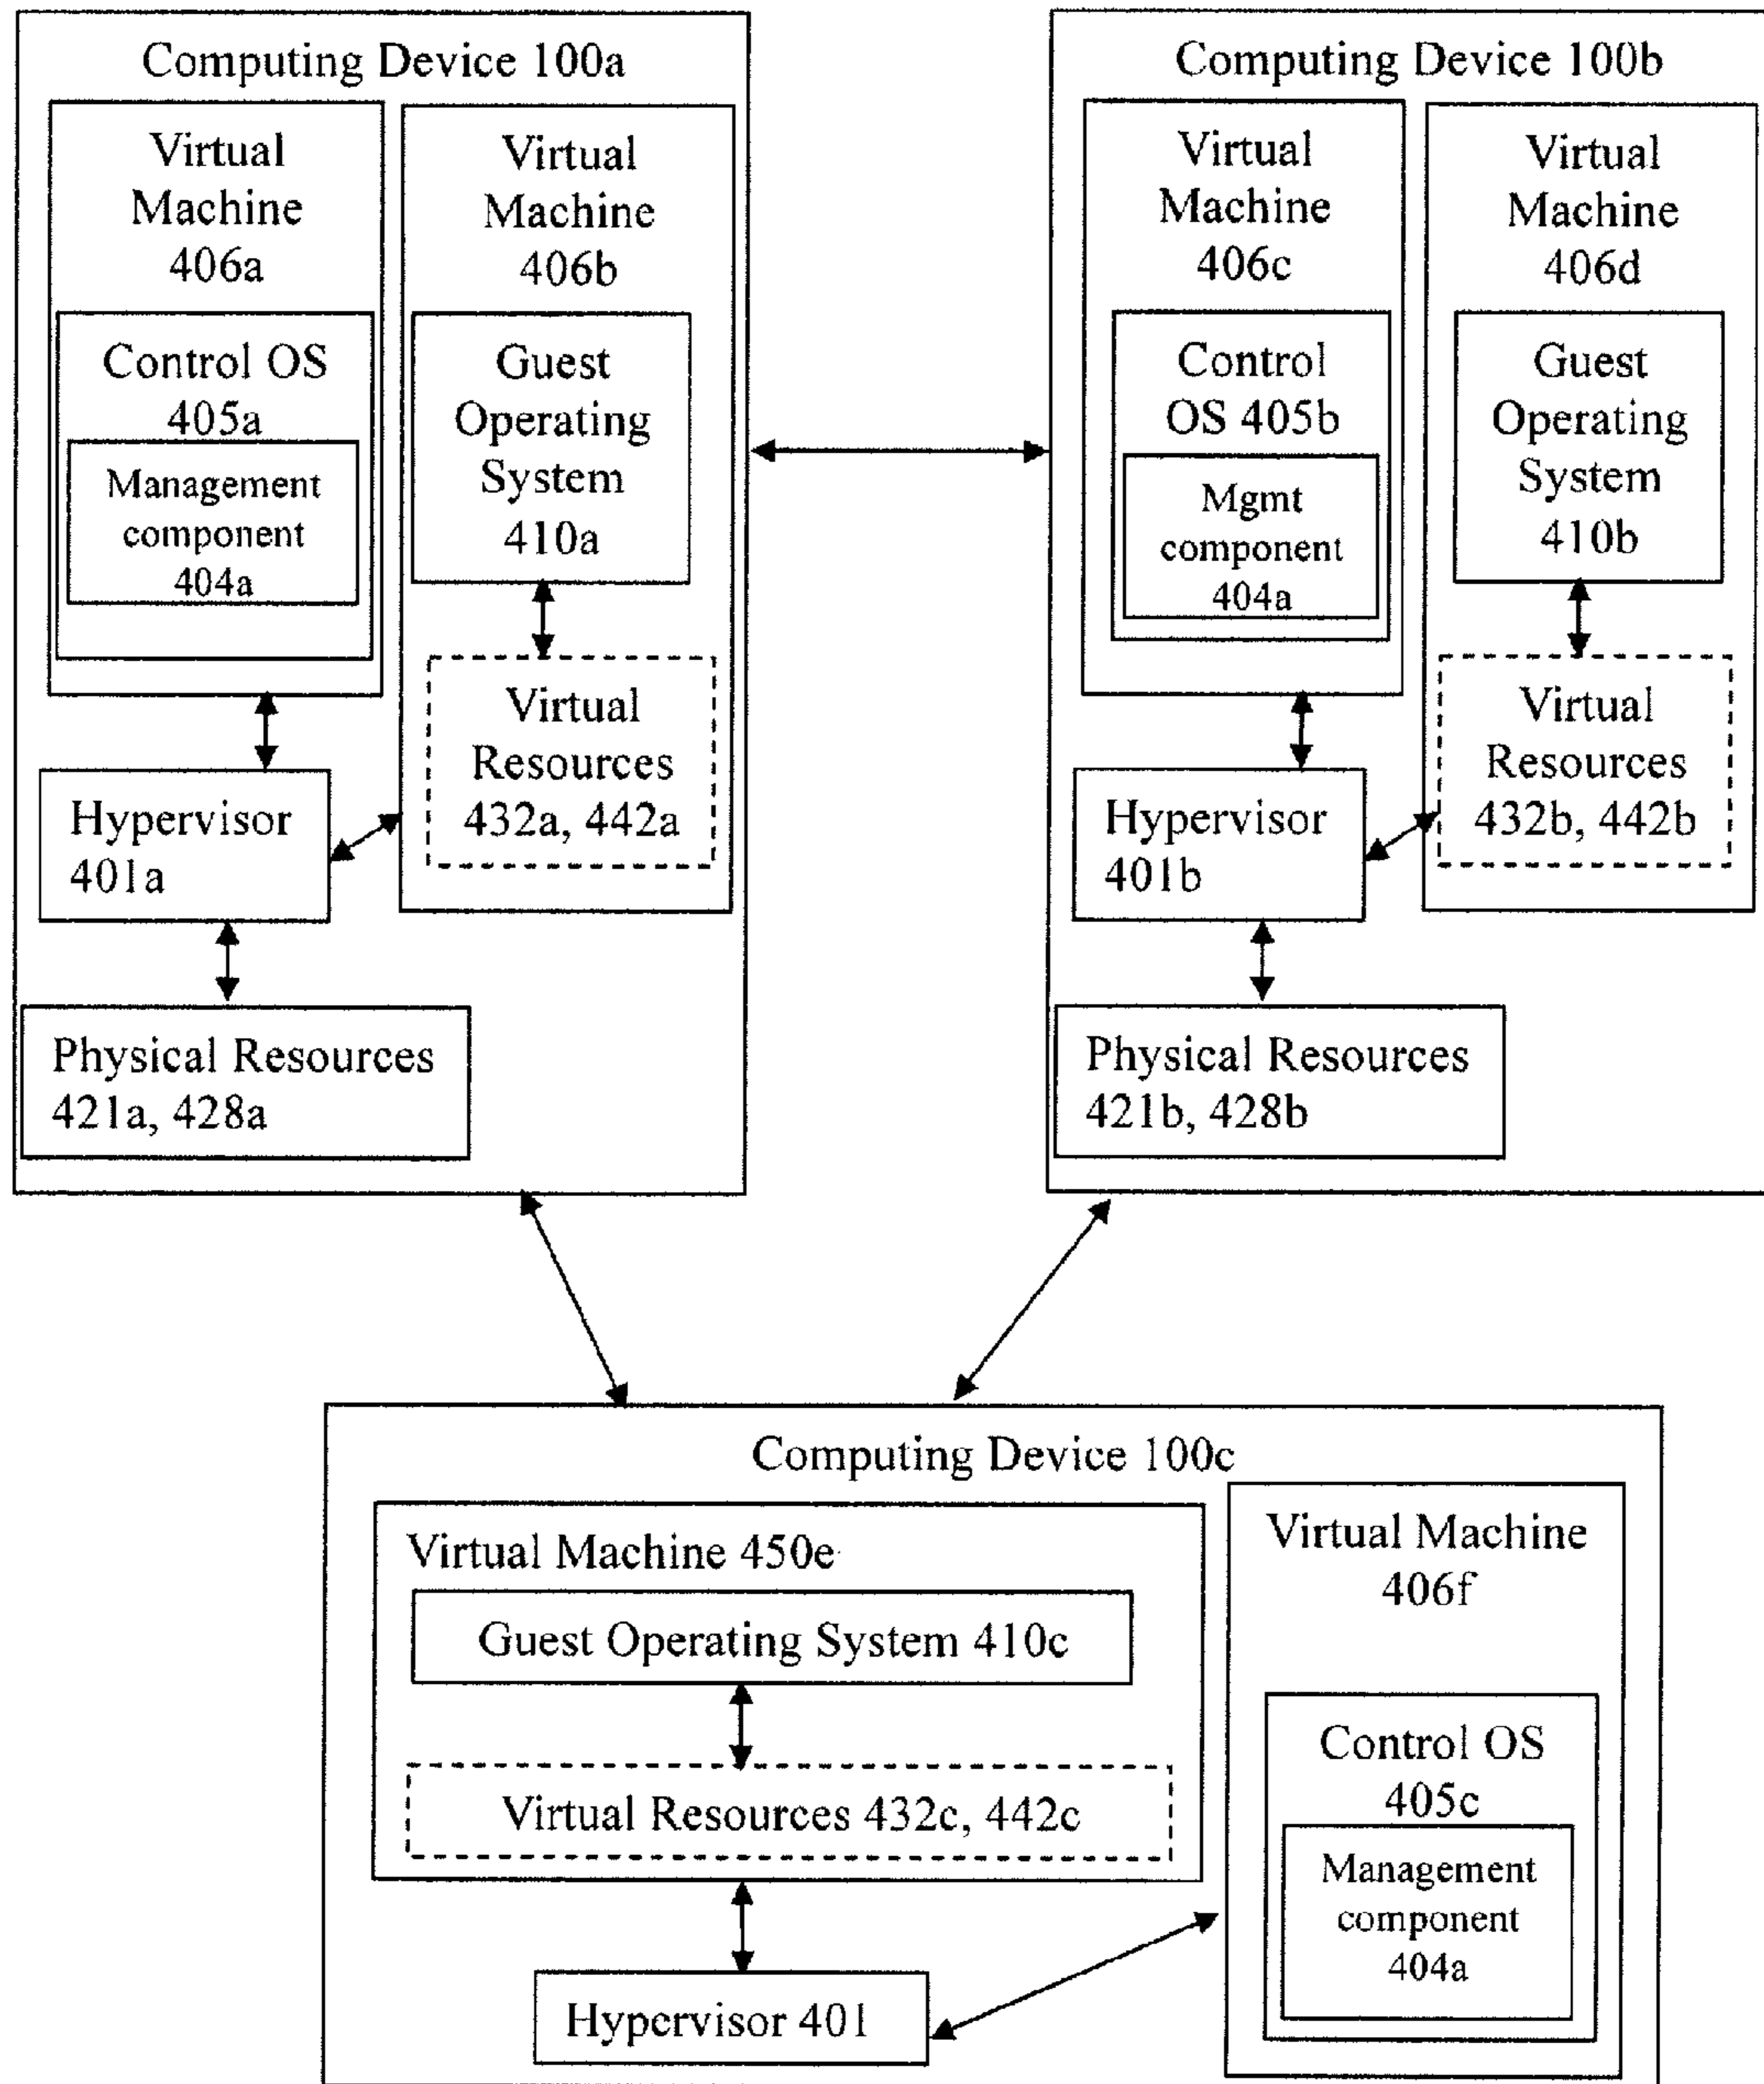 Computing Device 100a
Virtual
Machine
406a
Control OS
405a
Management
component
404a
Virtual
Machine
406b
Guest
Operating
System
410a
Virtual
Resources
432a, 442a
Hypervisor
401a
Physical Resources
421a, 428a
Computing Device 100b
Virtual
Machine
406c
Control
OS 405b
Mgmt
component
404a
Virtual
Machine
406d
Guest
Operating
System
410b
Virtual
Resources
432b, 442b
Hypervisor
401b
Physical Resources
421b, 428b
Computing Device 100c
Virtual Machine 450e
Guest Operating System 410c
Virtual Resources 432c, 442c
Hypervisor 401
Virtual Machine
406f
Control OS
405c
Management
component
404a